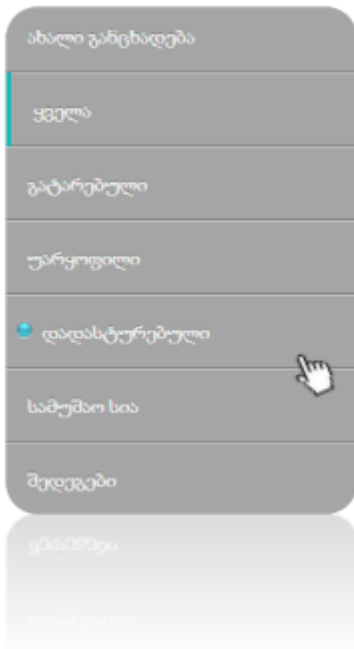 ახალი განცხადება
ყველა
გატარებული
უარყოფილი
დადასტურებული
სამუშაო სია
შედეგები